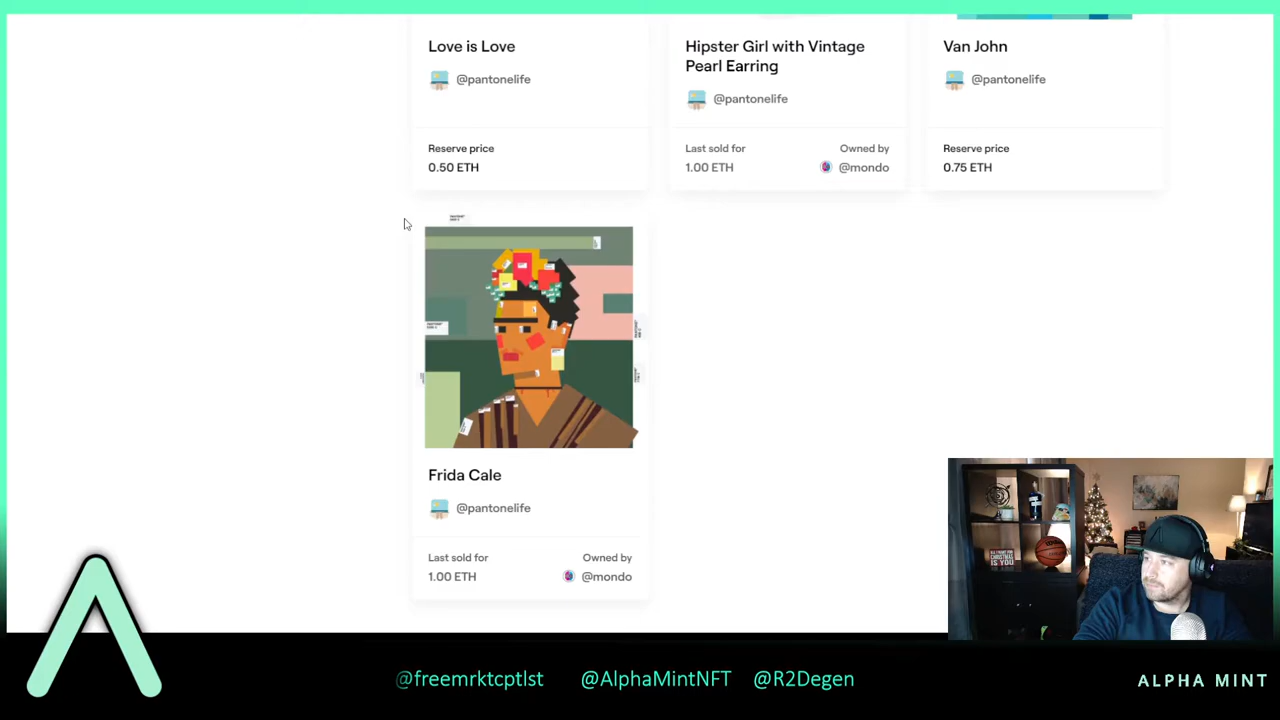 Love is Love
@pantonelife
Reserve price
0.50 ETH
Hipster Girl with Vintage
Pearl Earring
@pantonelife
Last sold for
1.00 ETH
Owned by
@mondo
Van John
@pantonelife
Reserve price
0.75 ETH
Frida Cale
@pantonelife
Last sold for
1.00 ETH
Owned by
@mondo
@freemrktcptlst
@AlphaMintNFT
@R2Degen
ALPHA MINT